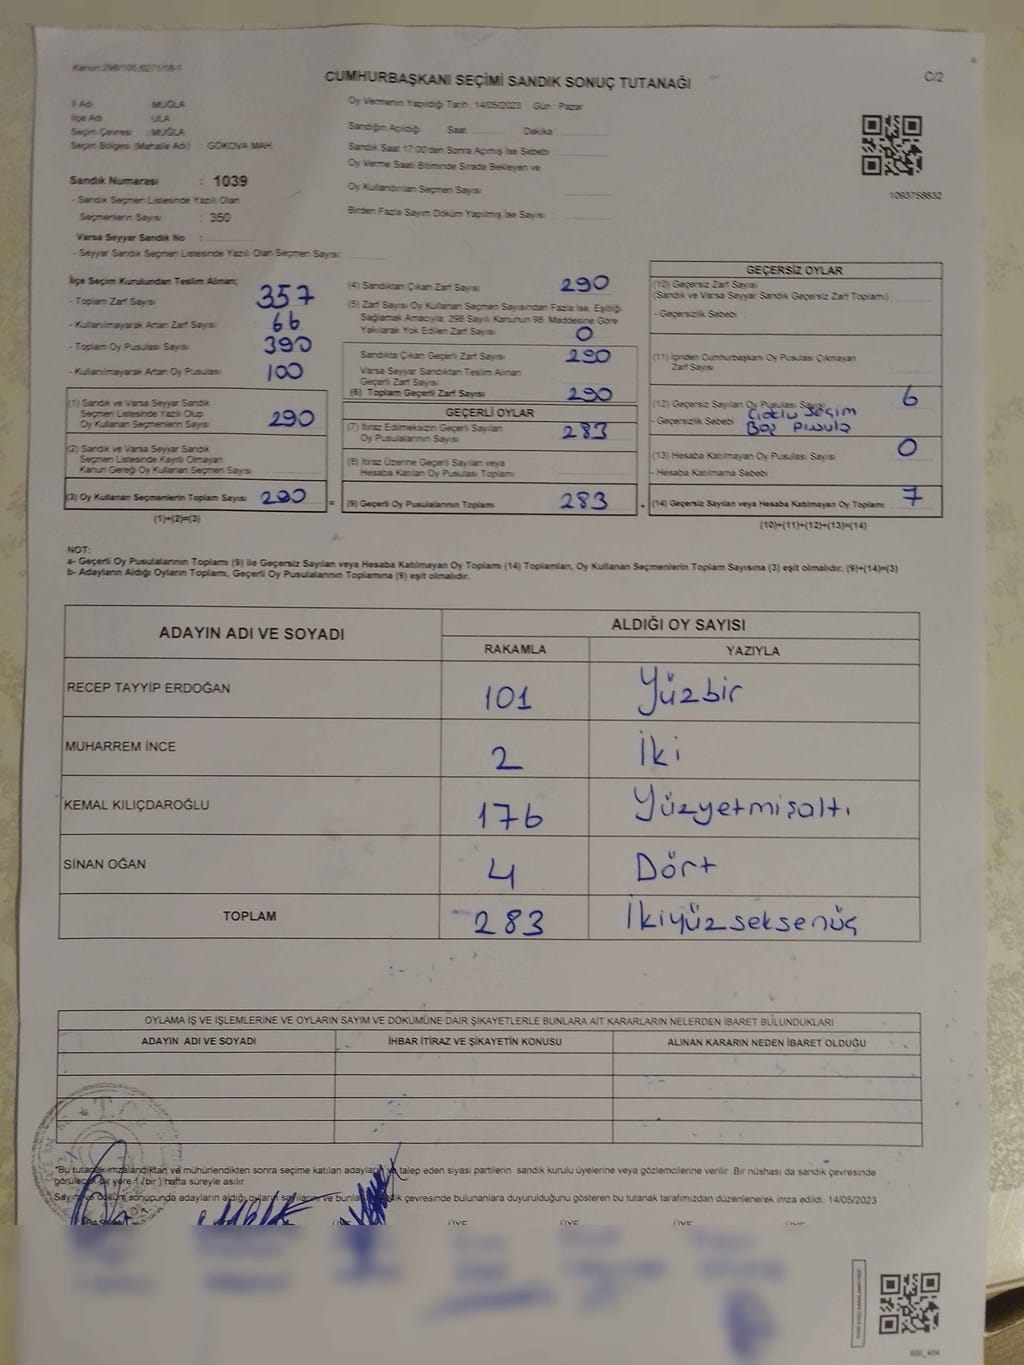 Kanun:298/105,6271/18-1
CUMHURBAŞKANI SEÇİMİ SANDIK SONUÇ TUTANAĞI
C/2
İl Adı : MUĞLA
İlçe Adı : ULA
Seçim Çevresi : MUĞLA
Seçim Bölgesi (Mahalle Adı) : GÖKOVA MAH.
Sandık Numarası : 1039
- Sandık Seçmen Listesinde Yazılı Olan
Seçmenlerin Sayısı : 350
Varsa Seyyar Sandık No :
- Seyyar Sandık Seçmen Listesinde Yazılı Olan Seçmen Sayısı:
Oy Vermenin Yapıldığı Tarih :14/05/2023 Gün : Pazar
Sandığın Açıldığı Saat Dakika
Sandık Saat 17:00'den Sonra Açılmış İse Sebebi :
Oy Verme Saati Bitiminde Sırada Bekleyen ve
Oy Kullandırılan Seçmen Sayısı
Birden Fazla Sayım Döküm Yapılmış İse Sayısı :
1093758832
İlçe Seçim Kurulundan Teslim Alınan;
- Toplam Zarf Sayısı 357
- Kullanılmayarak Artan Zarf Sayısı 66
- Toplam Oy Pusulası Sayısı 390
- Kullanılmayarak Artan Oy Pusulası 100
(1) Sandık ve Varsa Seyyar Sandık
Seçmen Listesinde Yazılı Olup
Oy Kullanan Seçmenlerin Sayısı 290
(2) Sandık ve Varsa Seyyar Sandık
Seçmen Listesinde Kayıtlı Olmayan
Kanun Gereği Oy Kullanan Seçmen Sayısı
(3) Oy Kullanan Seçmenlerin Toplam Sayısı 290
(1)+(2)=(3)
(4) Sandıktan Çıkan Zarf Sayısı 290
(5) Zarf Sayısı Oy Kullanan Seçmen Sayısından Fazla İse, Eşitliği
Sağlamak Amacıyla; 298 Sayılı Kanunun 98. Maddesine Göre
Yakılarak Yok Edilen Zarf Sayısı 0
Sandıkta Çıkan Geçerli Zarf Sayısı 290
Varsa Seyyar Sandıktan Teslim Alınan
Geçerli Zarf Sayısı
(6) Toplam Geçerli Zarf Sayısı 290
GEÇERLİ OYLAR
(7) İtiraz Edilmeksizin Geçerli Sayılan
Oy Pusulalarının Sayısı 283
(8) İtiraz Üzerine Geçerli Sayılan veya
Hesaba Katılan Oy Pusulası Toplamı
= (9) Geçerli Oy Pusulalarının Toplamı 283
GEÇERSİZ OYLAR
(10) Geçersiz Zarf Sayısı
(Sandık ve Varsa Seyyar Sandık Geçersiz Zarf Toplamı) :
- Geçersizlik Sebebi :
(11) İçinden Cumhurbaşkanı Oy Pusulası Çıkmayan
Zarf Sayısı
(12) Geçersiz Sayılan Oy Pusulası Sayısı 6
- Geçersizlik Sebebi Çoklu Seçim
Boş Pusula
(13) Hesaba Katılmayan Oy Pusulası Sayısı 0
- Hesaba Katılmama Sebebi
+ (14) Geçersiz Sayılan veya Hesaba Katılmayan Oy Toplamı 7
(10)+(11)+(12)+(13)=(14)
NOT:
a- Geçerli Oy Pusulalarının Toplamı (9) ile Geçersiz Sayılan veya Hesaba Katılmayan Oy Toplamı (14) Toplamları, Oy Kullanan Seçmenlerin Toplam Sayısına (3) eşit olmalıdır. (9)+(14)=(3)
b- Adayların Aldığı Oyların Toplamı, Geçerli Oy Pusulalarının Toplamına (9) eşit olmalıdır.
ADAYIN ADI VE SOYADI
ALDIĞI OY SAYISI
RAKAMLA YAZIYLA
RECEP TAYYİP ERDOĞAN 101 Yüzbir
MUHARREM İNCE 2 İki
KEMAL KILIÇDAROĞLU 176 Yüzyetmişaltı
SİNAN OĞAN 4 Dört
TOPLAM 283 İkiyüzseksenüç
OYLAMA İŞ VE İŞLEMLERİNE VE OYLARIN SAYIM VE DÖKÜMÜNE DAİR ŞİKAYETLERLE BUNLARA AİT KARARLARIN NELERDEN İBARET BULUNDUKLARI
ADAYIN ADI VE SOYADI İHBAR İTİRAZ VE ŞİKAYETİN KONUSU ALINAN KARARIN NEDEN İBARET OLDUĞU
T.C.
*Bu tutanak imzalandıktan ve mühürlendikten sonra seçime katılan adaylara talep eden siyasi partilerin sandık kurulu üyelerine veya gözlemcilerine verilir. Bir nüshası da sandık çevresinde
görülecek bir yere 1 (bir) hafta süreyle asılır.
Sayım ve döküm sonucunda adayların aldığı oyların sayılarını ve bunların sandık çevresinde bulunanlara duyurulduğunu gösteren bu tutanak tarafımızdan düzenlenerek imza edildi. 14/05/2023
BAŞKAN ÜYE ÜYE ÜYE ÜYE ÜYE